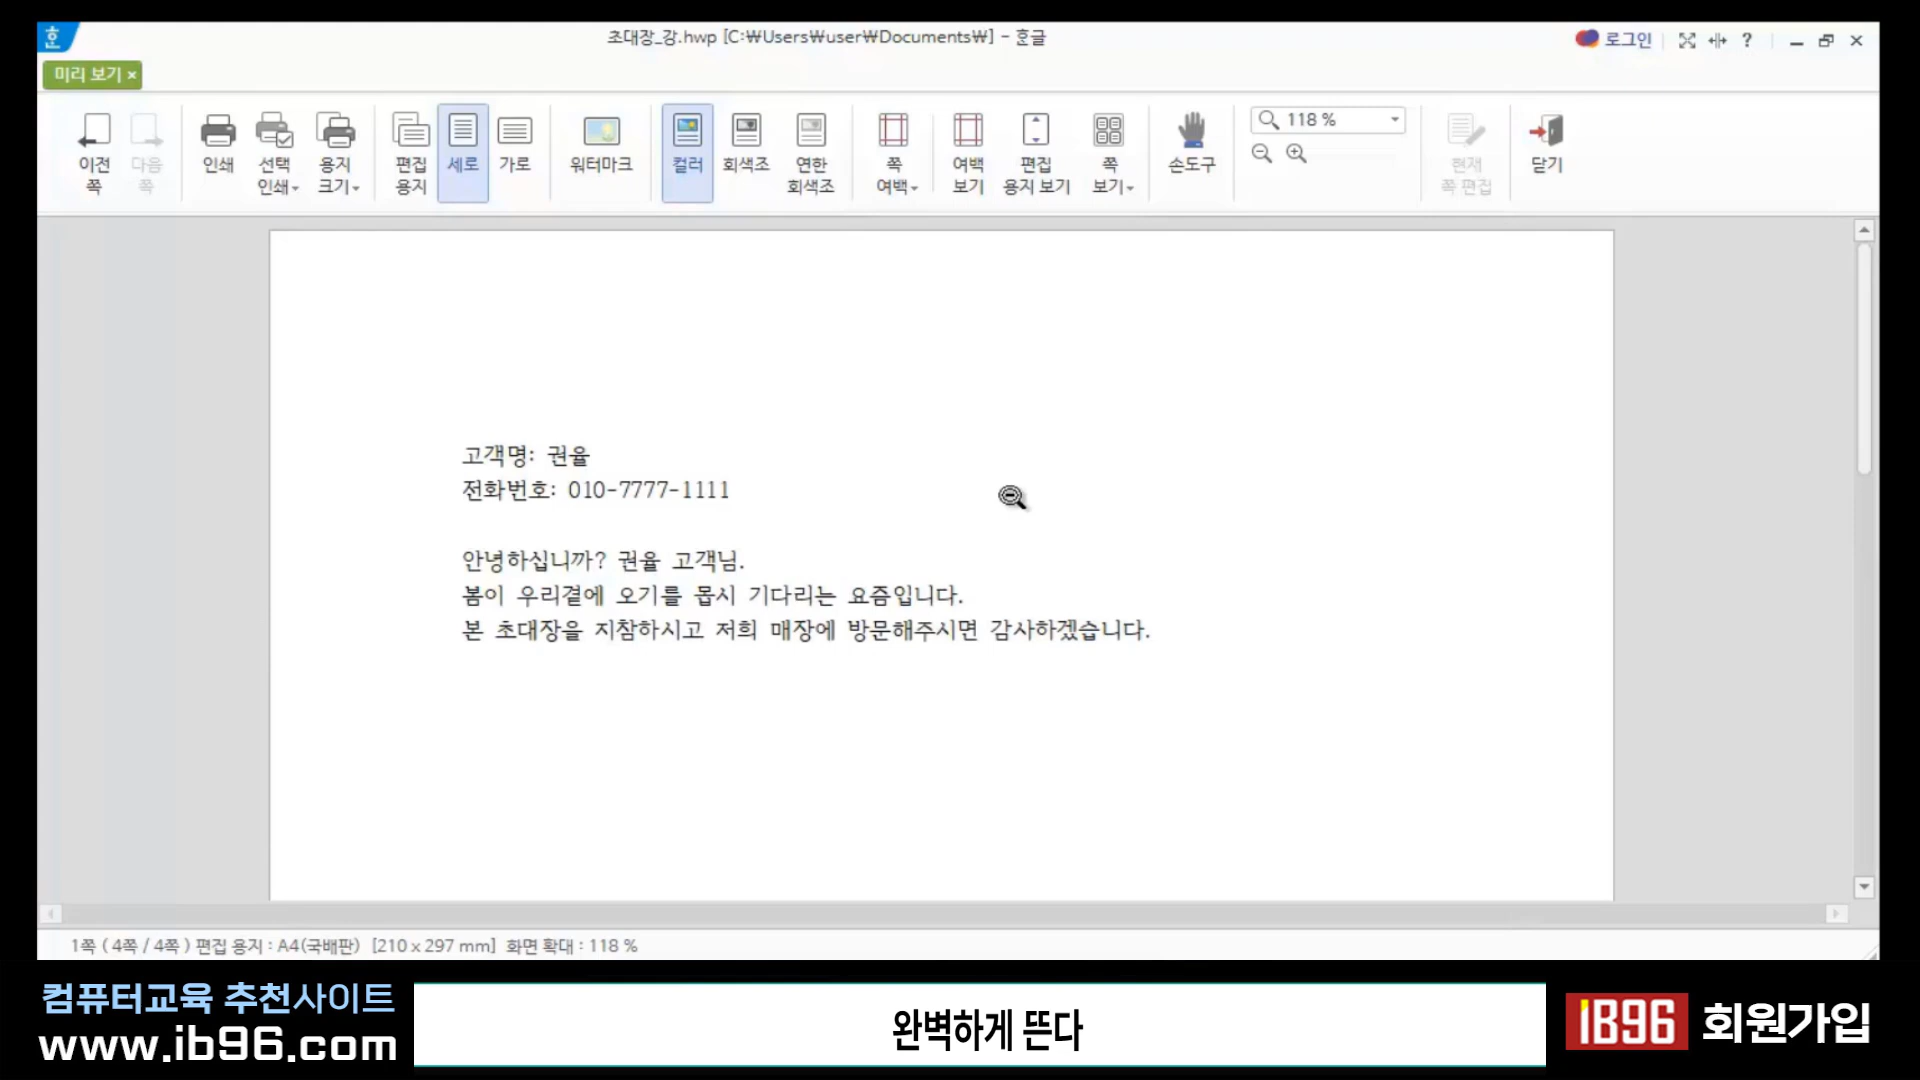 초대장_강.hwp [C:₩Users₩user₩Documents₩] - 훈글
로그인
?
미리 보기 ×
이전 쪽
다음 쪽
인쇄
선택 인쇄
용지 크기
편집 용지
세로
가로
워터마크
컬러
회색조
연한 회색조
쪽 여백
여백 보기
편집 용지 보기
쪽 보기
손도구
118 %
현재 쪽 편집
닫기
고객명: 권율
전화번호: 010-7777-1111
안녕하십니까? 권율 고객님.
봄이 우리곁에 오기를 몹시 기다리는 요즘입니다.
본 초대장을 지참하시고 저희 매장에 방문해주시면 감사하겠습니다.
1쪽 ( 4쪽 / 4쪽 ) 편집 용지 : A4(국배판) [210 x 297 mm] 화면 확대 : 118 %
컴퓨터교육 추천사이트
www.ib96.com
완벽하게 뜬다
IB96 회원가입